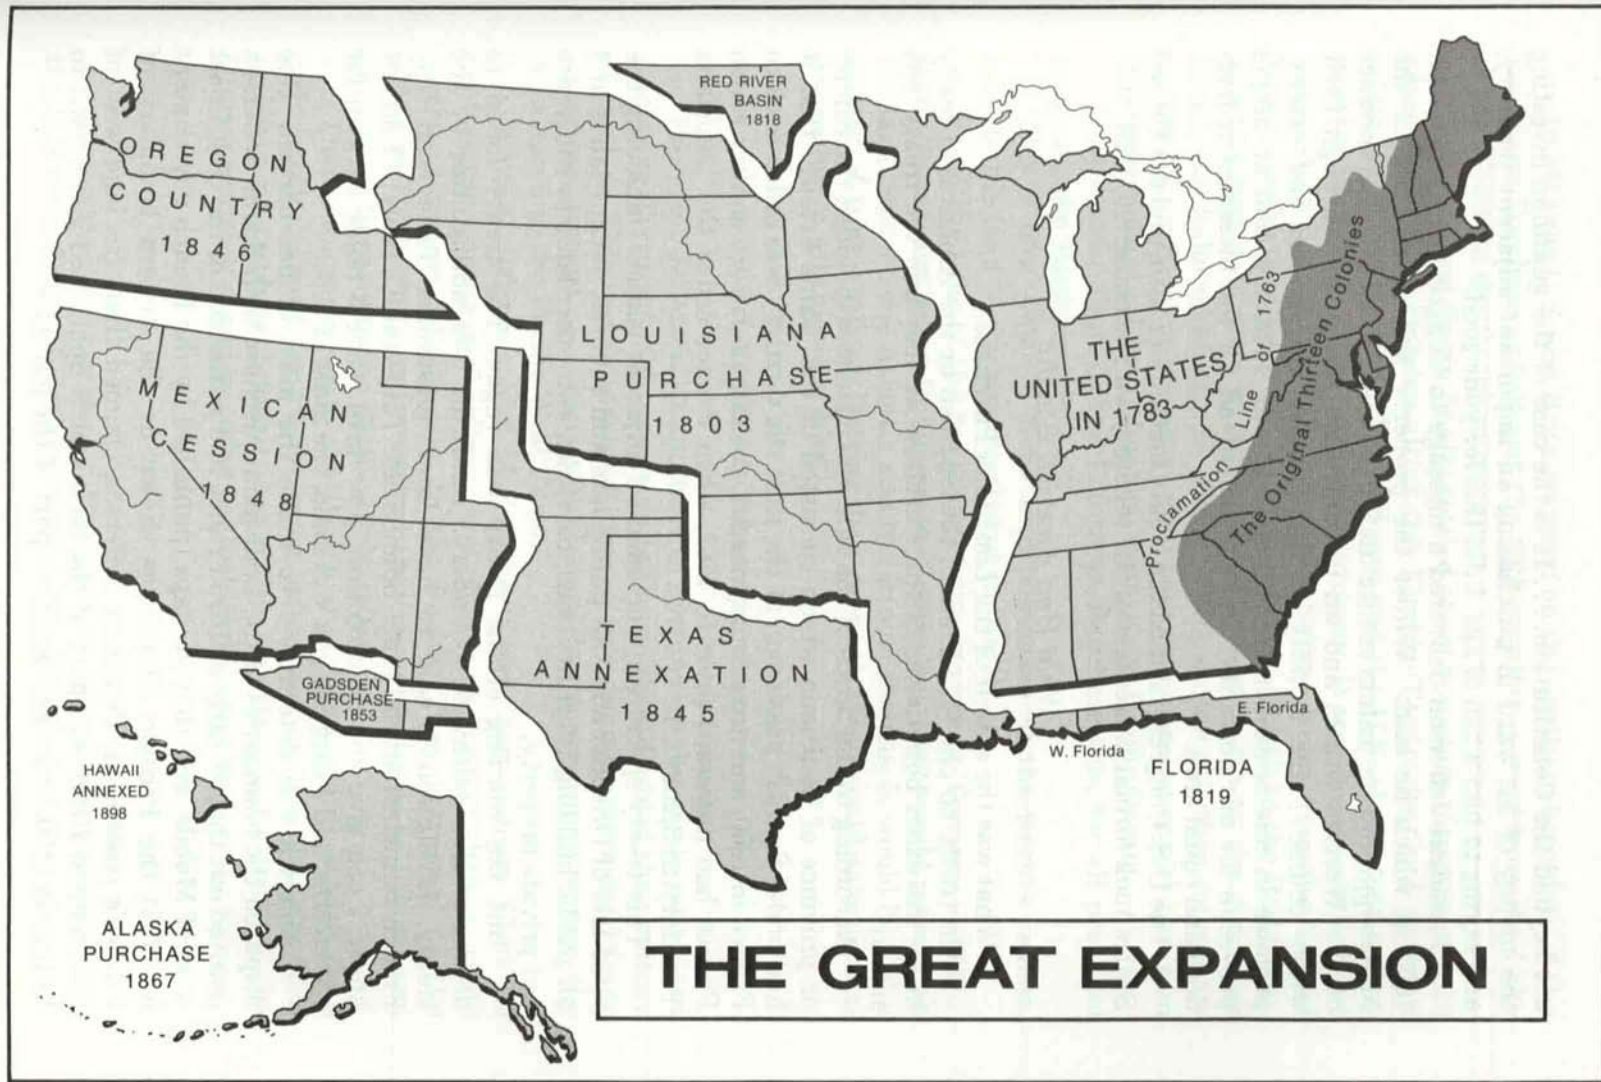 RED RIVER
BASIN
1818
OREGON
COUNTRY
1846
LOUISIANA
PURCHASE
1803
THE
UNITED STATES
IN 1783
Proclamation Line of 1763
The Original Thirteen Colonies
MEXICAN
CESSION
1848
TEXAS
ANNEXATION
1845
GADSDEN
PURCHASE
1853
E. Florida
W. Florida
FLORIDA
1819
HAWAII
ANNEXED
1898
ALASKA
PURCHASE
1867
THE GREAT EXPANSION